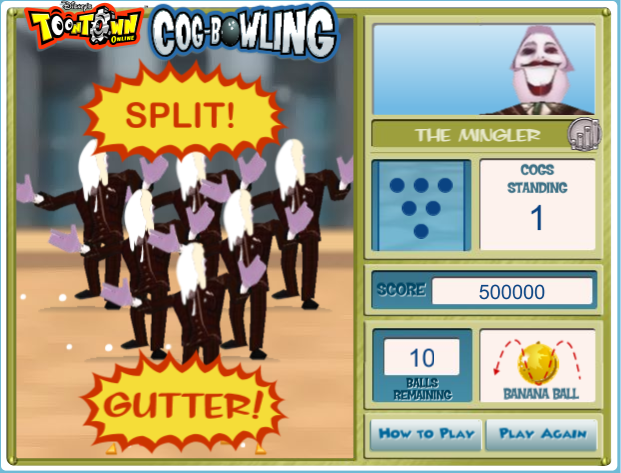 Disney's
TOONTOWN
ONLINE
COG-BOWLING
SPLIT!
GUTTER!
THE MINGLER
COGS
STANDING
1
SCORE
500000
10
BALLS
REMAINING
BANANA BALL
HOW TO PLAY
PLAY AGAIN